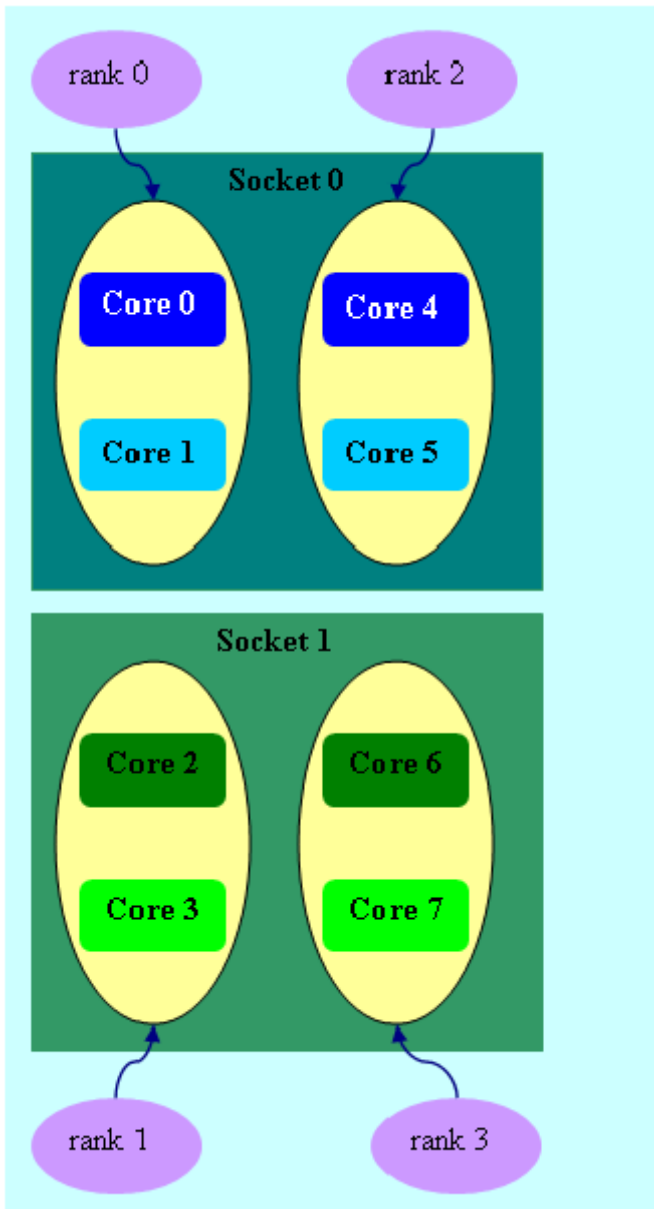 rank 0
rank 2
Socket 0
Core 0
Core 4
Core 1
Core 5
Socket 1
Core 2
Core 6
Core 3
Core 7
rank 1
rank 3